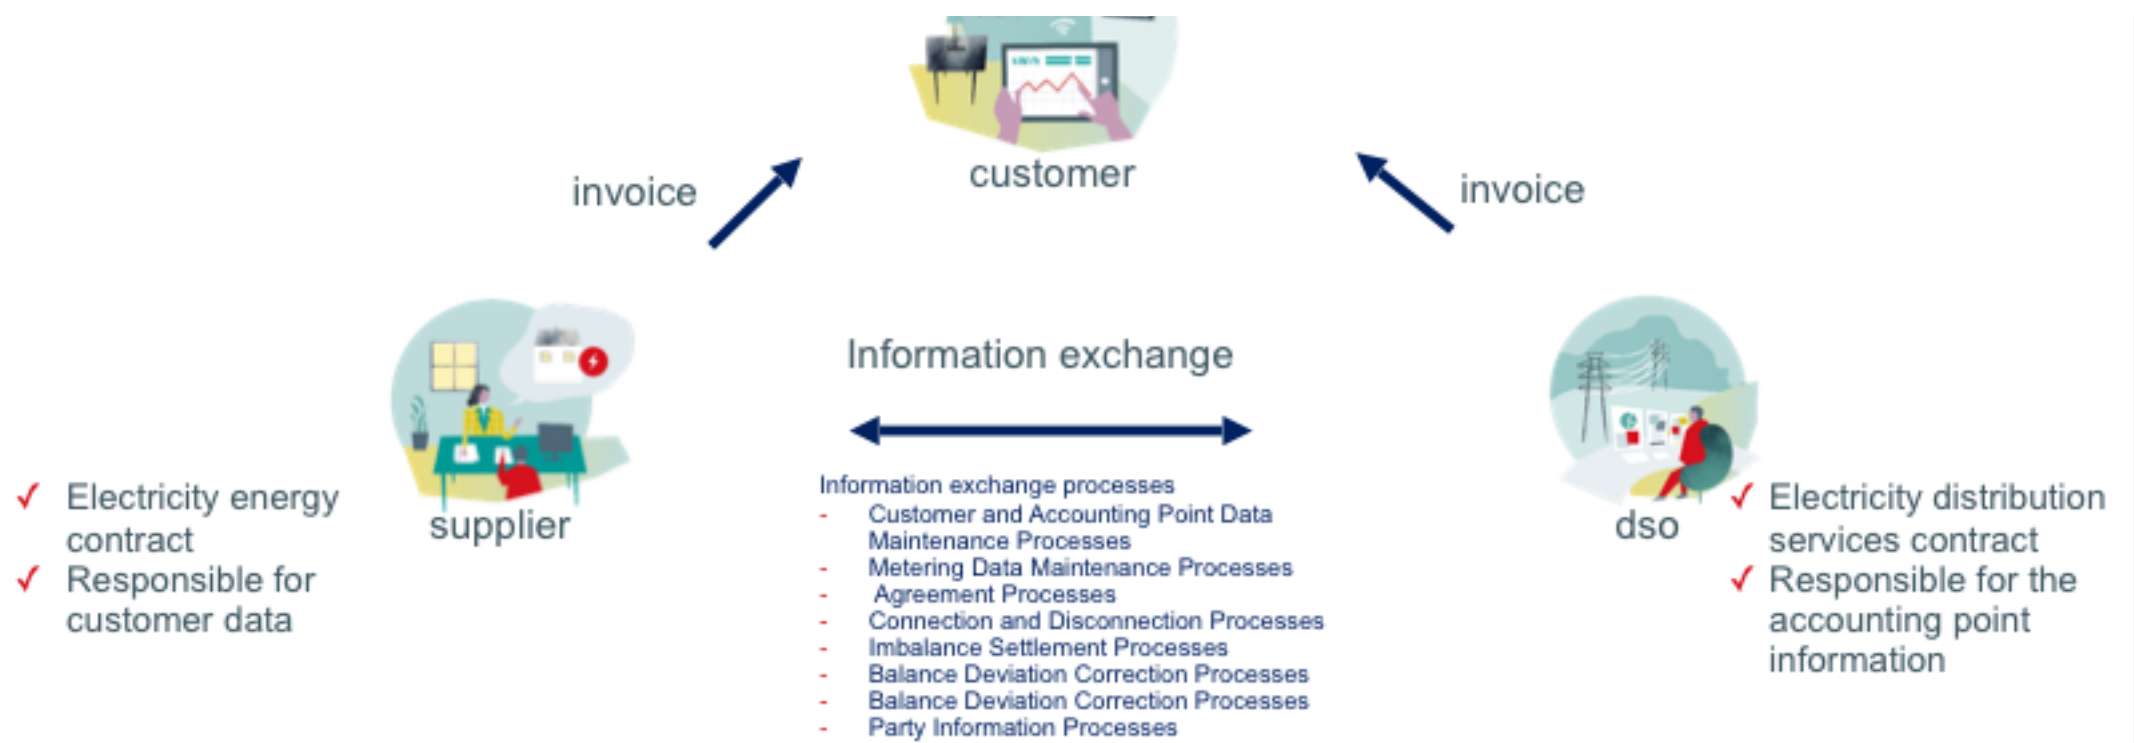 customer
invoice
invoice
Information exchange
supplier
✓ Electricity energy
contract
✓ Responsible for
customer data
Information exchange processes
- Customer and Accounting Point Data
Maintenance Processes
- Metering Data Maintenance Processes
- Agreement Processes
- Connection and Disconnection Processes
- Imbalance Settlement Processes
- Balance Deviation Correction Processes
- Balance Deviation Correction Processes
- Party Information Processes
dso
✓ Electricity distribution
services contract
✓ Responsible for the
accounting point
information